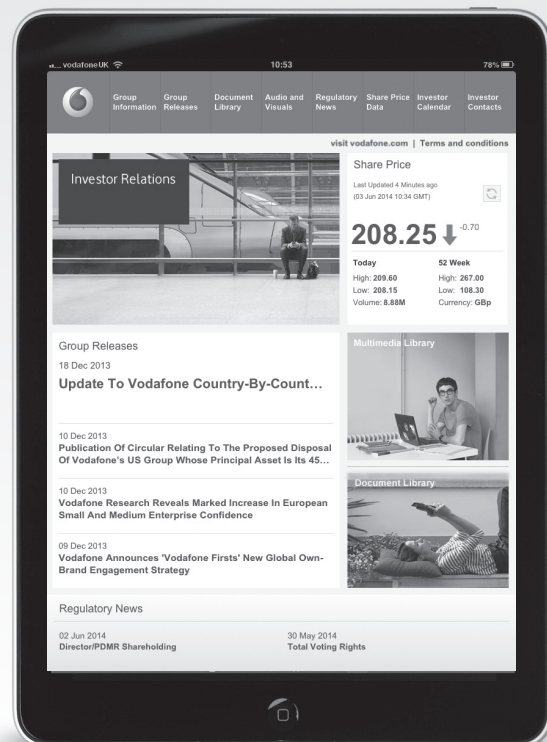 vodafoneUK
10:53
78%
Group Information
Group Releases
Document Library
Audio and Visuals
Regulatory News
Share Price Data
Investor Calendar
Investor Contacts
visit vodafone.com | Terms and conditions
Investor Relations
Share Price
Last Updated 4 Minutes ago
(03 Jun 2014 10:34 GMT)
208.25
-0.70
Today
High: 209.60
Low: 208.15
Volume: 8.88M
52 Week
High: 267.00
Low: 108.30
Currency: GBp
Group Releases
18 Dec 2013
Update To Vodafone Country-By-Count...
10 Dec 2013
Publication Of Circular Relating To The Proposed Disposal
Of Vodafone's US Group Whose Principal Asset Is Its 45...
10 Dec 2013
Vodafone Research Reveals Marked Increase In European
Small And Medium Enterprise Confidence
09 Dec 2013
Vodafone Announces 'Vodafone Firsts' New Global Own-
Brand Engagement Strategy
Multimedia Library
Document Library
Regulatory News
02 Jun 2014
Director/PDMR Shareholding
30 May 2014
Total Voting Rights